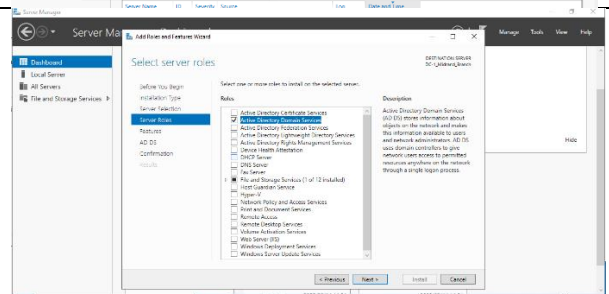 Server Name ID Severity Source Log Date and Time
Server Manager
Server Ma
Manage Tools View Help
Dashboard
Local Server
All Servers
File and Storage Services
Add Roles and Features Wizard
Select server roles
DESTINATION SERVER
Before You Begin
Installation Type
Server Selection
Server Roles
Features
AD DS
Confirmation
Results
Select one or more roles to install on the selected server.
Roles
Active Directory Certificate Services
Active Directory Domain Services
Active Directory Federation Services
Active Directory Lightweight Directory Services
Active Directory Rights Management Services
Device Health Attestation
DHCP Server
DNS Server
Fax Server
File and Storage Services (1 of 12 installed)
Host Guardian Service
Hyper-V
Network Policy and Access Services
Print and Document Services
Remote Access
Remote Desktop Services
Volume Activation Services
Web Server (IIS)
Windows Deployment Services
Windows Server Update Services
Description
Active Directory Domain Services
(AD DS) stores information about
objects on the network and makes
this information available to users
and network administrators. AD DS
uses domain controllers to give
network users access to permitted
resources anywhere on the network
through a single logon process.
Hide
< Previous Next > Install Cancel